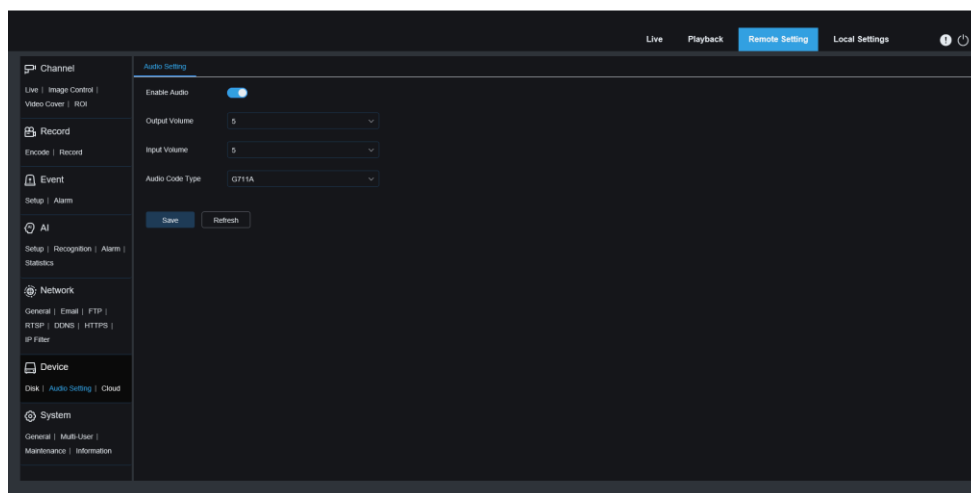 Live Playback Remote Setting Local Settings
Channel
Live | Image Control |
Video Cover | ROI
Record
Encode | Record
Event
Setup | Alarm
AI
Setup | Recognition | Alarm |
Statistics
Network
General | Email | FTP |
RTSP | DDNS | HTTPS |
IP Filter
Device
Disk | Audio Setting | Cloud
System
General | Multi-User |
Maintenance | Information
Audio Setting
Enable Audio
Output Volume 5
Input Volume 5
Audio Code Type G711A
Save Refresh